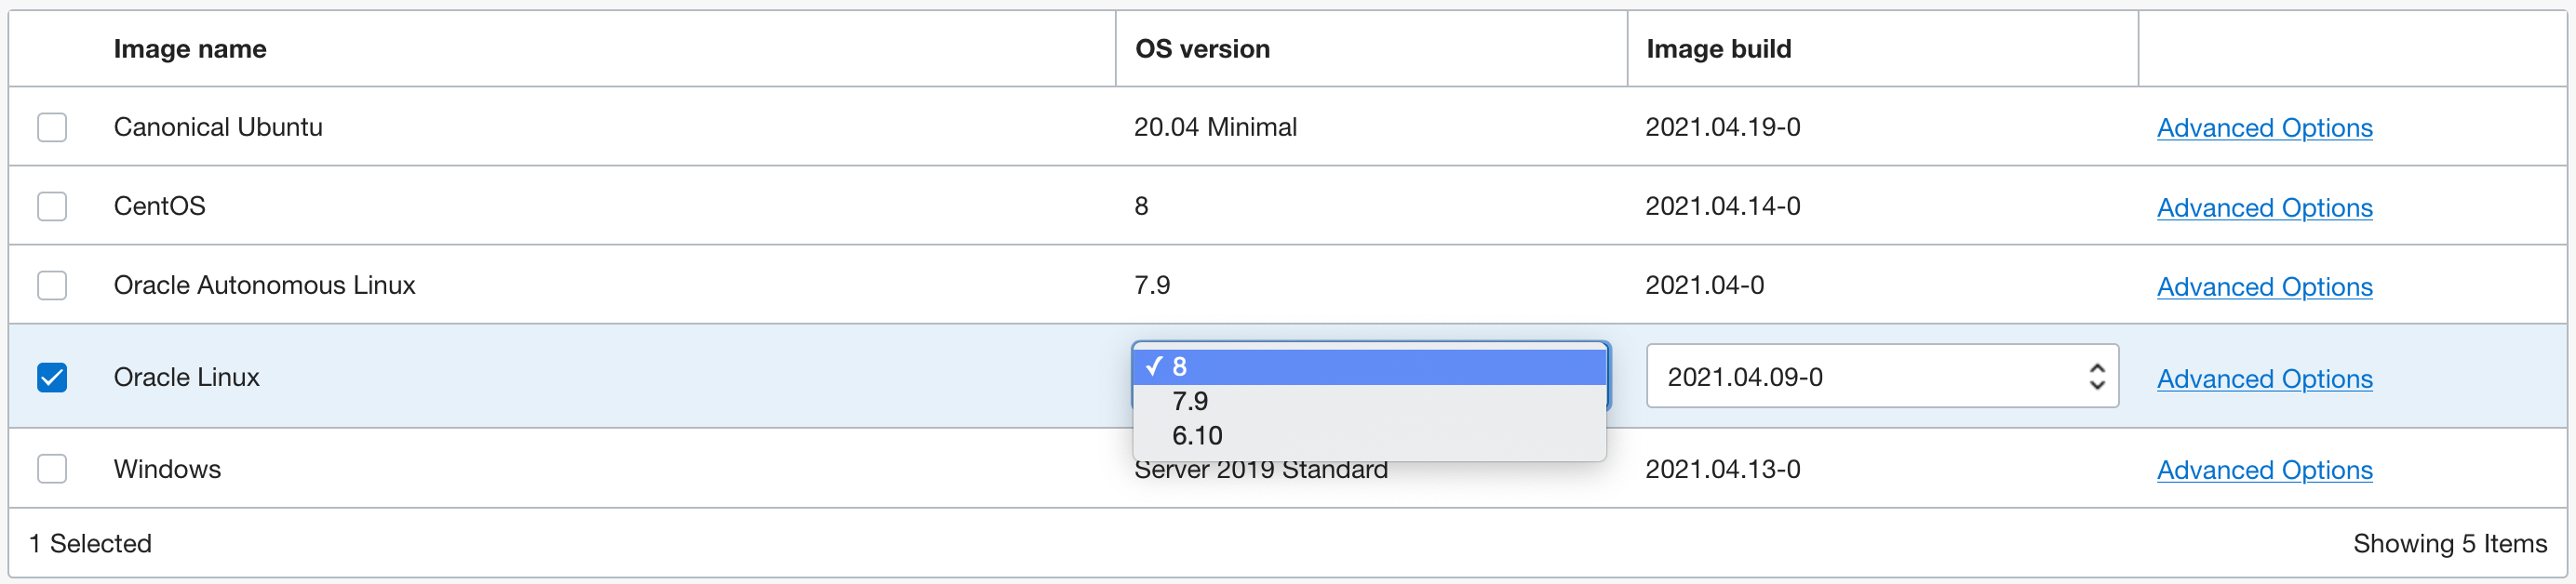 Image name OS version Image build
Canonical Ubuntu 20.04 Minimal 2021.04.19-0 Advanced Options
CentOS 8 2021.04.14-0 Advanced Options
Oracle Autonomous Linux 7.9 2021.04-0 Advanced Options
Oracle Linux 8 2021.04.09-0 Advanced Options
7.9
6.10
Windows Server 2019 Standard 2021.04.13-0 Advanced Options
1 Selected Showing 5 Items